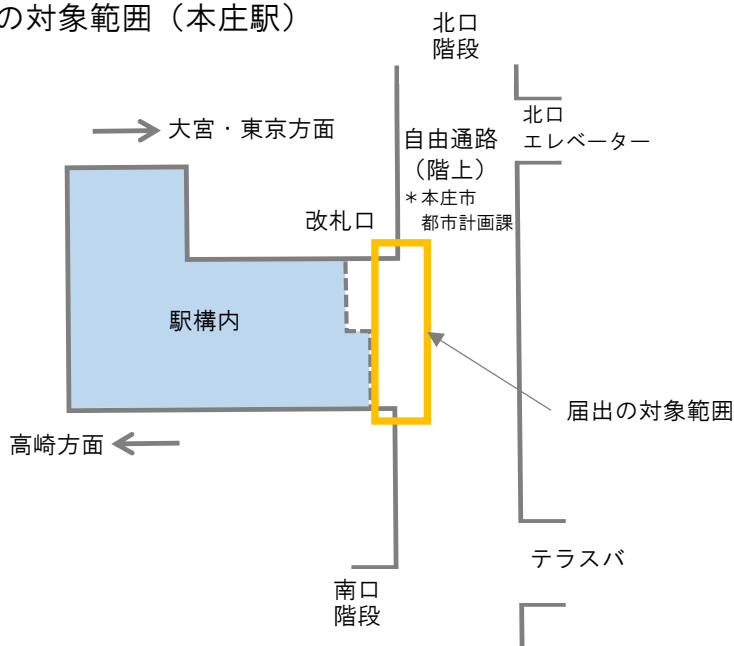 の対象範囲（本庄駅）
北口
階段
大宮・東京方面
北口
エレベーター
自由通路
（階上）
＊本庄市
都市計画課
改札口
駅構内
届出の対象範囲
高崎方面
テラスバ
南口
階段